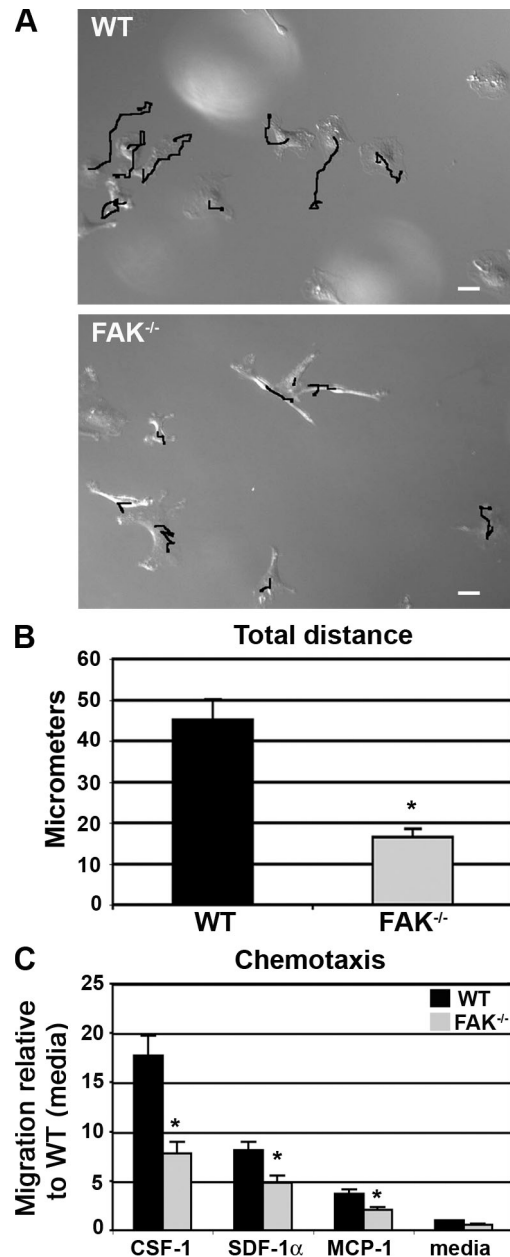 A
WT
FAK-/-
B
Total distance
Micrometers
60
50
40
30
20
10
0
WT
FAK-/-
*
C
Chemotaxis
Migration relative
to WT (media)
25
20
15
10
5
0
WT
FAK-/-
*
*
*
CSF-1
SDF-1α
MCP-1
media